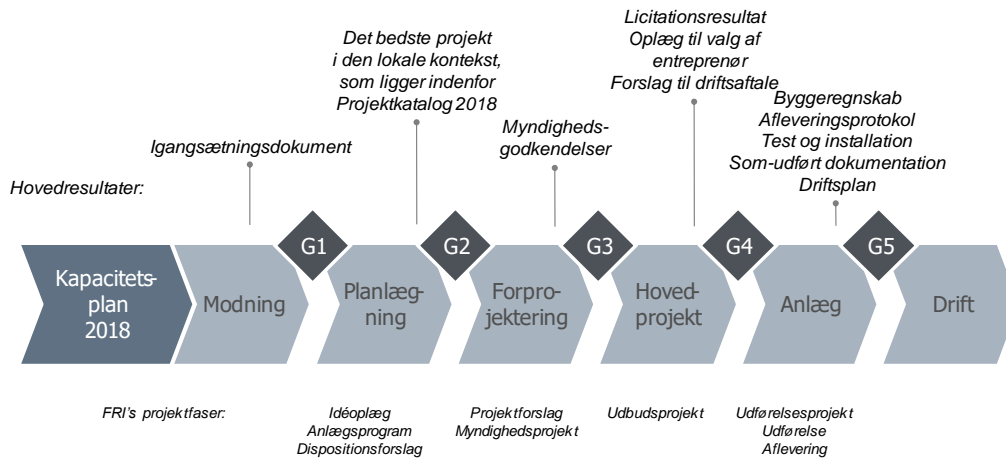 Licitationsresultat
Oplæg til valg af
entreprenør
Forslag til driftsaftale
Det bedste projekt
i den lokale kontekst,
som ligger indenfor
Projektkatalog 2018
Byggeregnskab
Afleveringsprotokol
Test og installation
Som-udført dokumentation
Driftsplan
Myndigheds-
godkendelser
Igangsætningsdokument
Hovedresultater:
G1
G2
G3
G4
G5
Kapacitets-
plan
2018
Modning
Planlæg-
ning
Forpro-
jektering
Hoved-
projekt
Anlæg
Drift
FRI's projektfaser:
Idéoplæg
Anlægsprogram
Dispositionsforslag
Projektforslag
Myndighedsprojekt
Udbudsprojekt
Udførelsesprojekt
Udførelse
Aflevering